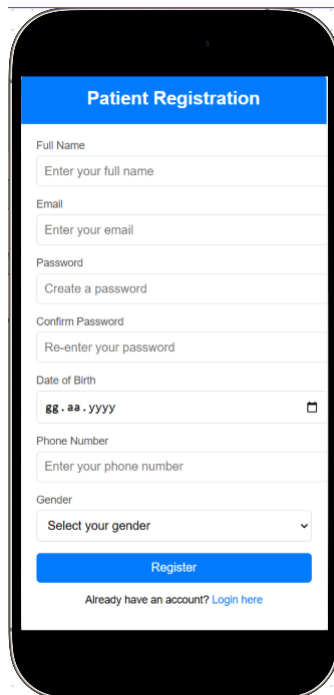 Patient Registration
Full Name
Enter your full name
Email
Enter your email
Password
Create a password
Confirm Password
Re-enter your password
Date of Birth
gg.aa.yyyy
Phone Number
Enter your phone number
Gender
Select your gender
Register
Already have an account? Login here